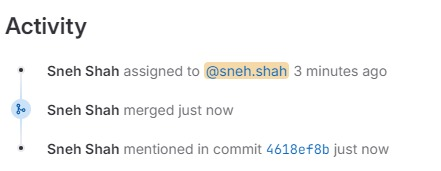 Activity
Sneh Shah assigned to @sneh.shah 3 minutes ago
Sneh Shah merged just now
Sneh Shah mentioned in commit 4618ef8b just now